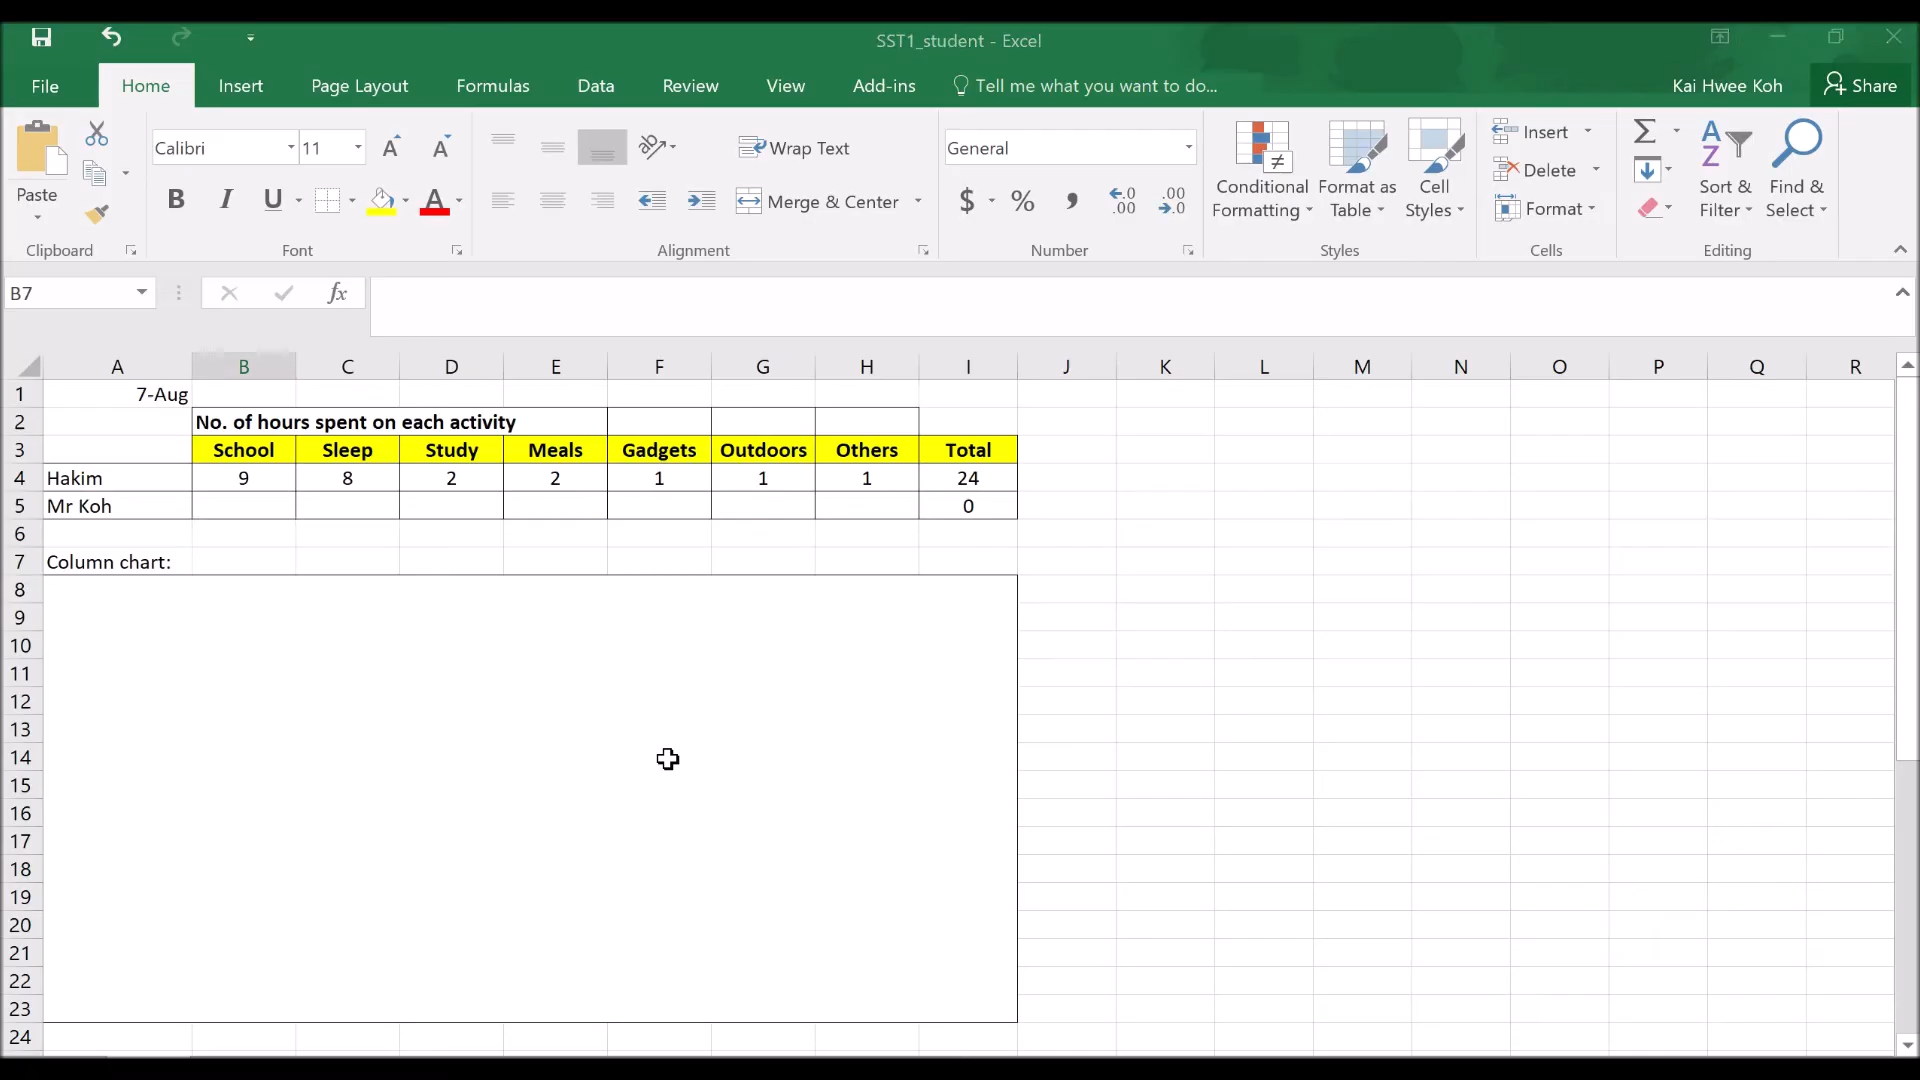 SST1_student - Excel
File Home Insert Page Layout Formulas Data Review View Add-ins Tell me what you want to do... Kai Hwee Koh Share
Calibri 11 Wrap Text General Insert
Paste B I U A Merge & Center $ % , .0 .00 .00 .0 Conditional Formatting Format as Table Cell Styles Delete Format Sort & Filter Find & Select
Clipboard Font Alignment Number Styles Cells Editing
B7 fx
A B C D E F G H I J K L M N O P Q R
1 7-Aug
2 No. of hours spent on each activity
3 School Sleep Study Meals Gadgets Outdoors Others Total
4 Hakim 9 8 2 2 1 1 1 24
5 Mr Koh 0
6
7 Column chart:
8
9
10
11
12
13
14
15
16
17
18
19
20
21
22
23
24